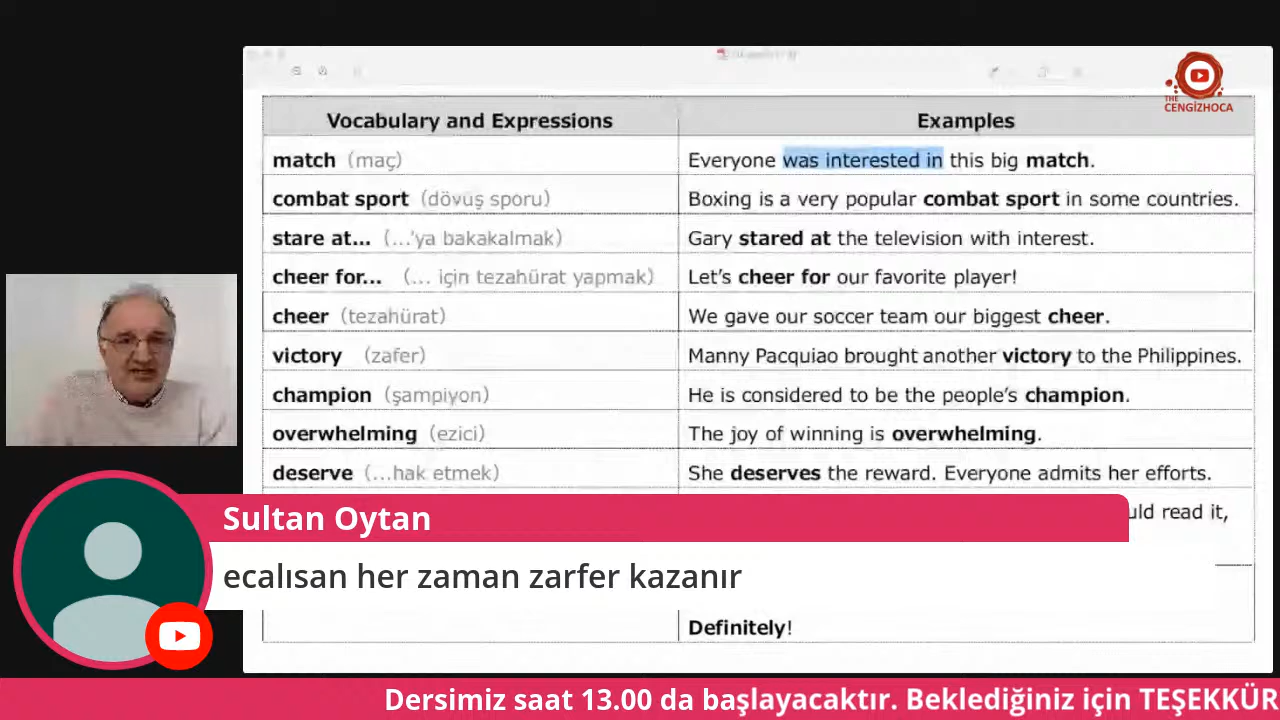 THE
CENGİZHOCA
Vocabulary and Expressions
Examples
match (maç)
Everyone was interested in this big match.
combat sport (dövüş sporu)
Boxing is a very popular combat sport in some countries.
stare at... (...'ya bakakalmak)
Gary stared at the television with interest.
cheer for... (... için tezahürat yapmak)
Let's cheer for our favorite player!
cheer (tezahürat)
We gave our soccer team our biggest cheer.
victory (zafer)
Manny Pacquiao brought another victory to the Philippines.
champion (şampiyon)
He is considered to be the people's champion.
overwhelming (ezici)
The joy of winning is overwhelming.
deserve (...hak etmek)
She deserves the reward. Everyone admits her efforts.
uld read it,
Sultan Oytan
ecalısan her zaman zarfer kazanır
Definitely!
Dersimiz saat 13.00 da başlayacaktır. Beklediğiniz için TEŞEKKÜR